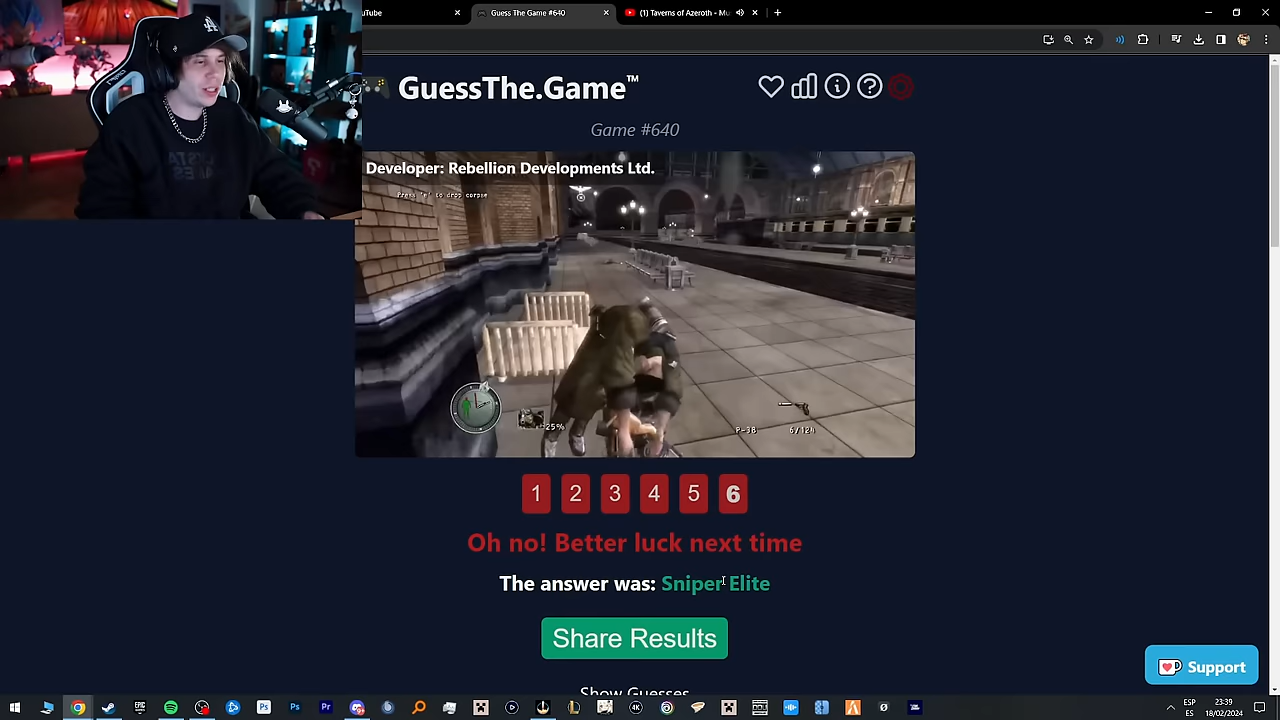 uTube
Guess The Game #640
(1) Taverns of Azeroth - Mu
GuessThe.Game™
Game #640
Developer: Rebellion Developments Ltd.
Press 'e' to drop corpse
25%
P-38
6/124
1 2 3 4 5 6
Oh no! Better luck next time
The answer was: Sniper Elite
Share Results
Show Guesses
Support
ESP
ES
23:39
18/02/2024